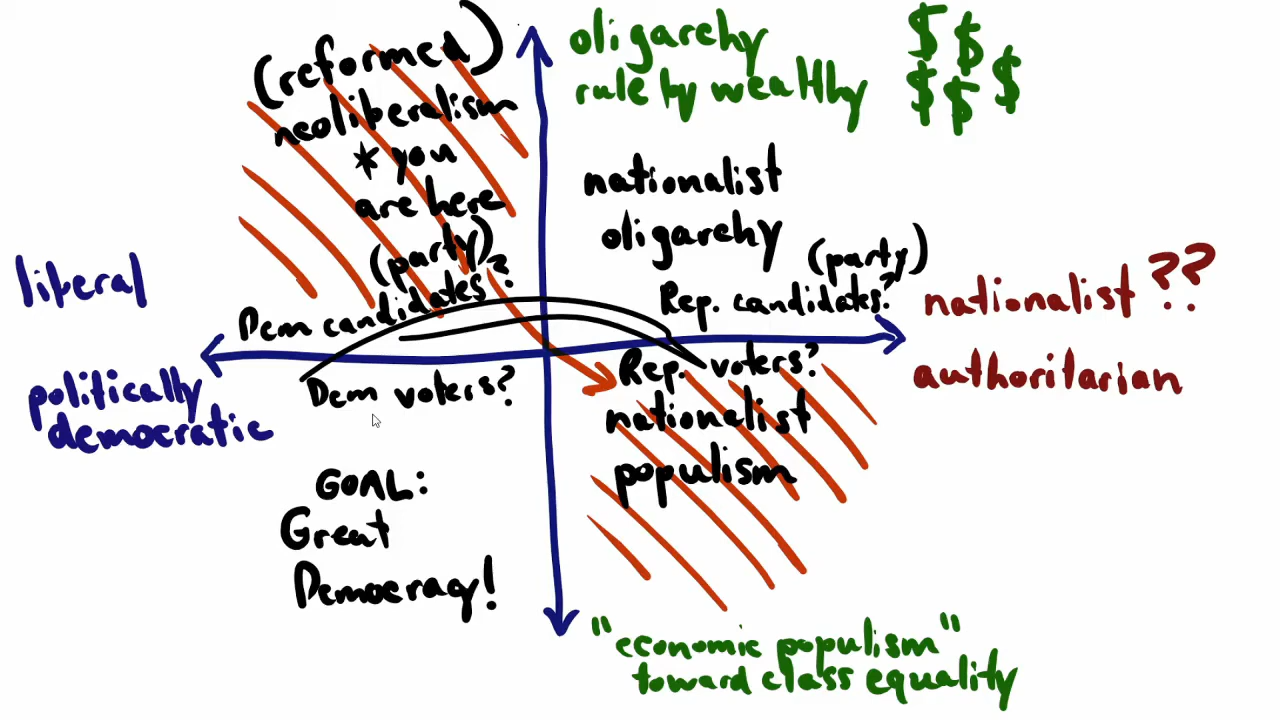 oligarchy
rule by wealthy
$ $
$ $ $
(reformed)
neoliberalism
* you
are here
(party)
Dem candidates?
nationalist
oligarchy
(party)
Rep. candidates?
liberal
politically
democratic
nationalist ??
authoritarian
Dem voters?
Rep. voters?
nationalist
populism
GOAL:
Great
Democracy!
"economic populism"
toward class equality